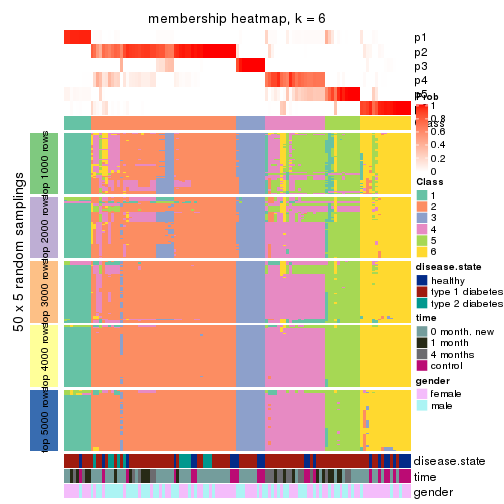 membership heatmap, k = 6
p1
p2
p3
p4
Prob
1
0.8
0.6
0.4
0.2
0
Class
1
2
3
4
5
6
disease.state
healthy
type 1 diabetes
type 2 diabetes
time
0 month. new
1 month
4 months
control
gender
female
male
50 x 5 random samplings
top 1000 rows
top 2000 rows
top 3000 rows
top 4000 rows
top 5000 rows
disease.state
time
gender